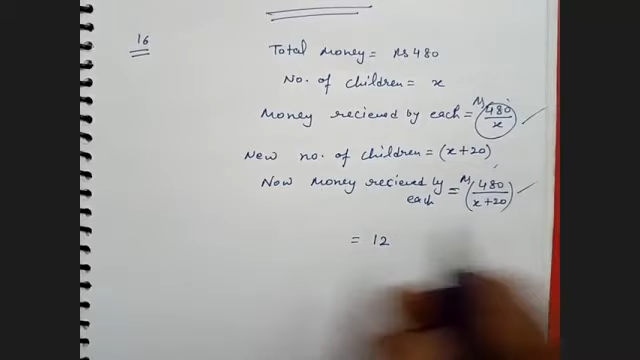 16
Total money = Rs 480
No. of children = x
Money recieved by each = Rs (480/x)
New no. of children = (x+20)
Now money recieved by each = Rs (480/x+20)
= 12